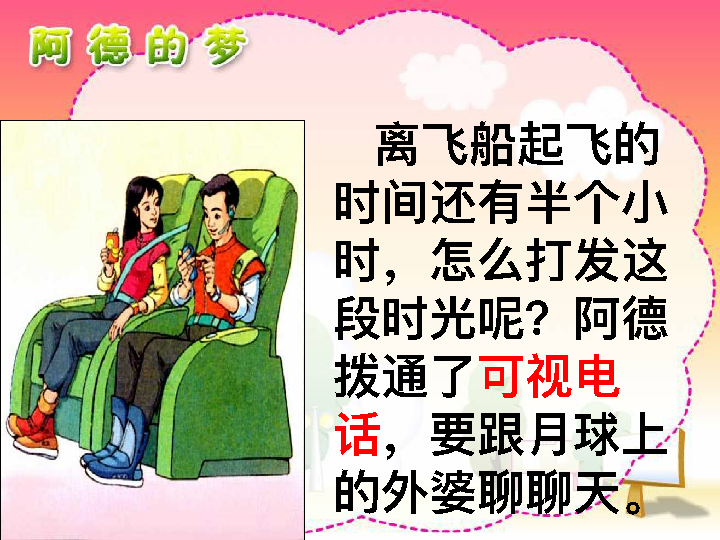 阿德的梦
离飞船起飞的
时间还有半个小
时，怎么打发这
段时光呢？阿德
拨通了可视电
话，要跟月球上
的外婆聊聊天。